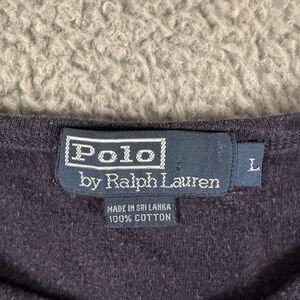 Polo
by Ralph Lauren
L
MADE IN SRI LANKA
100% COTTON